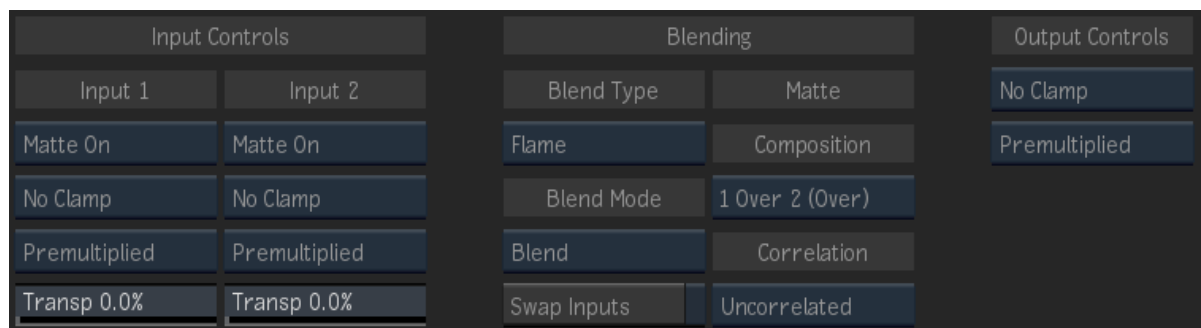 Input Controls
Blending
Output Controls
Input 1
Input 2
Blend Type
Matte
No Clamp
Matte On
Matte On
Flame
Composition
Premultiplied
No Clamp
No Clamp
Blend Mode
1 Over 2 (Over)
Premultiplied
Premultiplied
Blend
Correlation
Transp 0.0%
Transp 0.0%
Swap Inputs
Uncorrelated